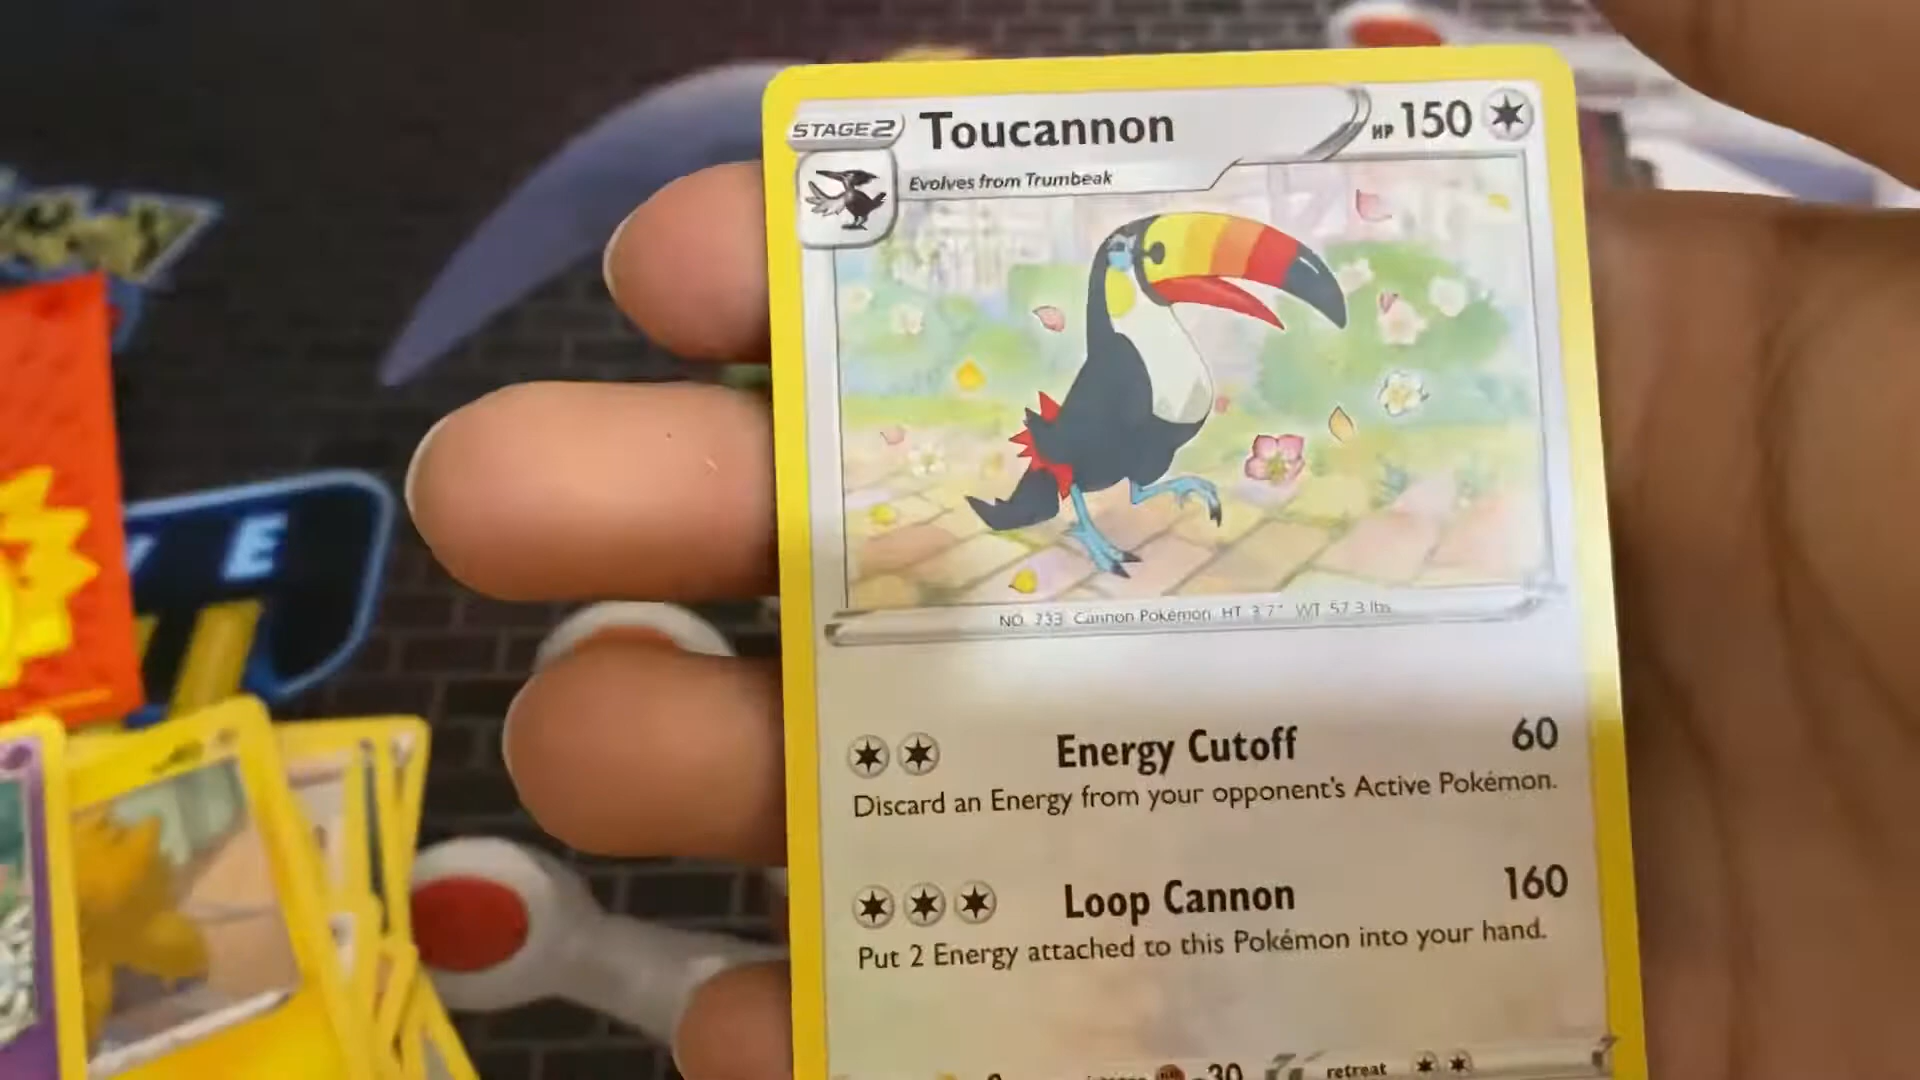 STAGE 2 Toucannon HP 150
Evolves from Trumbeak
NO. 733 Cannon Pokémon HT 3'7" WT 57.3 lbs
Energy Cutoff 60
Discard an Energy from your opponent's Active Pokémon.
Loop Cannon 160
Put 2 Energy attached to this Pokémon into your hand.
-30 retreat
E